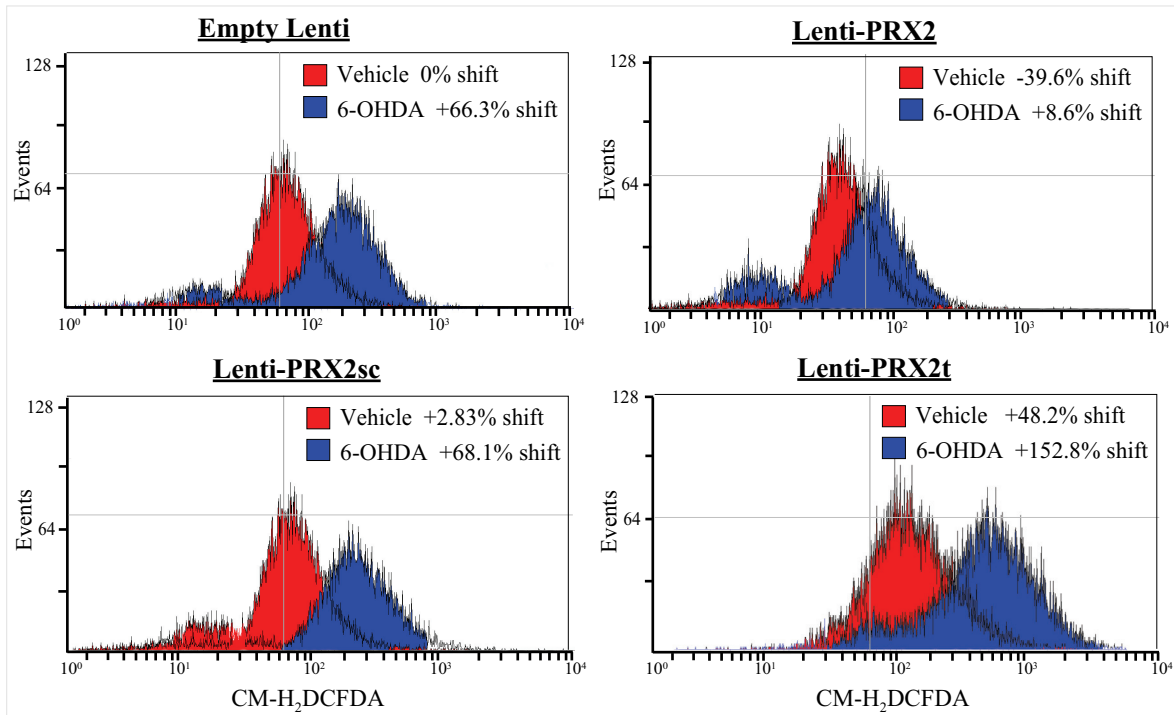 Empty Lenti
128
64
Events
Vehicle 0% shift
6-OHDA +66.3% shift
10⁰ 10¹ 10² 10³ 10⁴
Lenti-PRX2
128
64
Events
Vehicle -39.6% shift
6-OHDA +8.6% shift
10⁰ 10¹ 10² 10³ 10⁴
Lenti-PRX2sc
128
64
Events
Vehicle +2.83% shift
6-OHDA +68.1% shift
10⁰ 10¹ 10² 10³ 10⁴
CM-H₂DCFDA
Lenti-PRX2t
128
64
Events
Vehicle +48.2% shift
6-OHDA +152.8% shift
10⁰ 10¹ 10² 10³ 10⁴
CM-H₂DCFDA